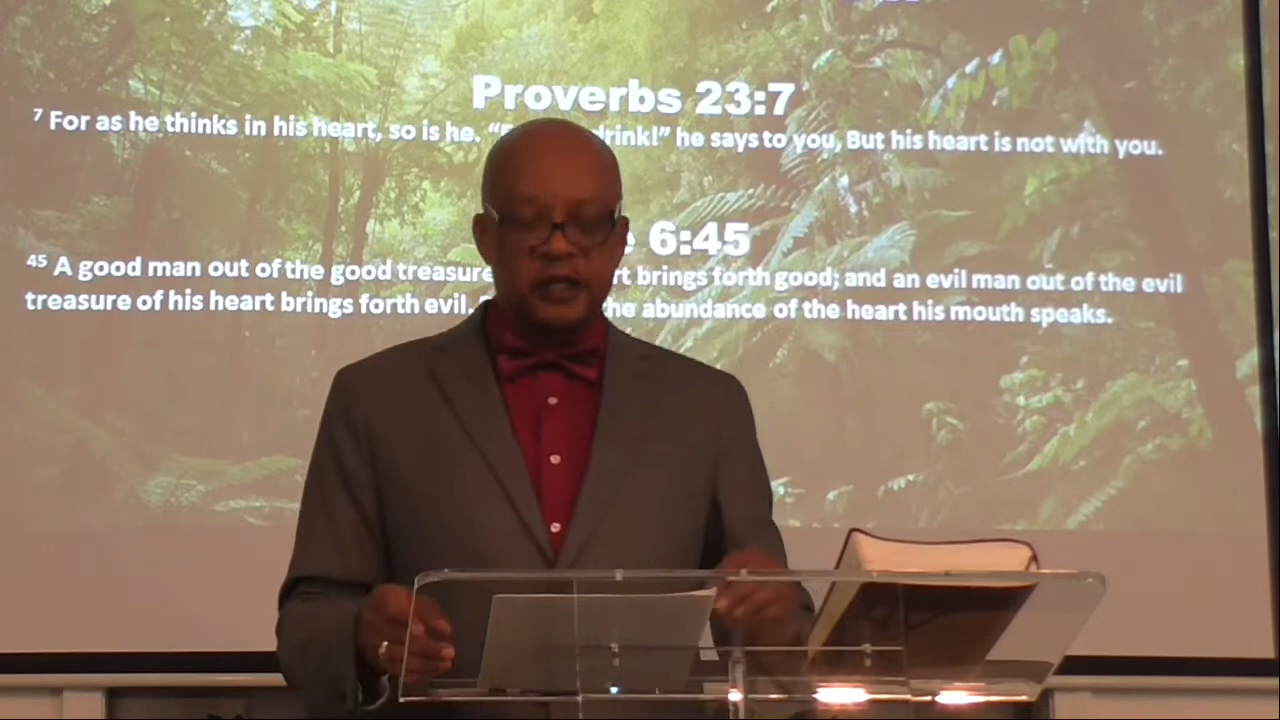 Proverbs 23:7
7 For as he thinks in his heart, so is he. “ drink!” he says to you, But his heart is not with you.
6:45
45 A good man out of the good treasure brings forth good; and an evil man out of the evil
treasure of his heart brings forth evil. the abundance of the heart his mouth speaks.